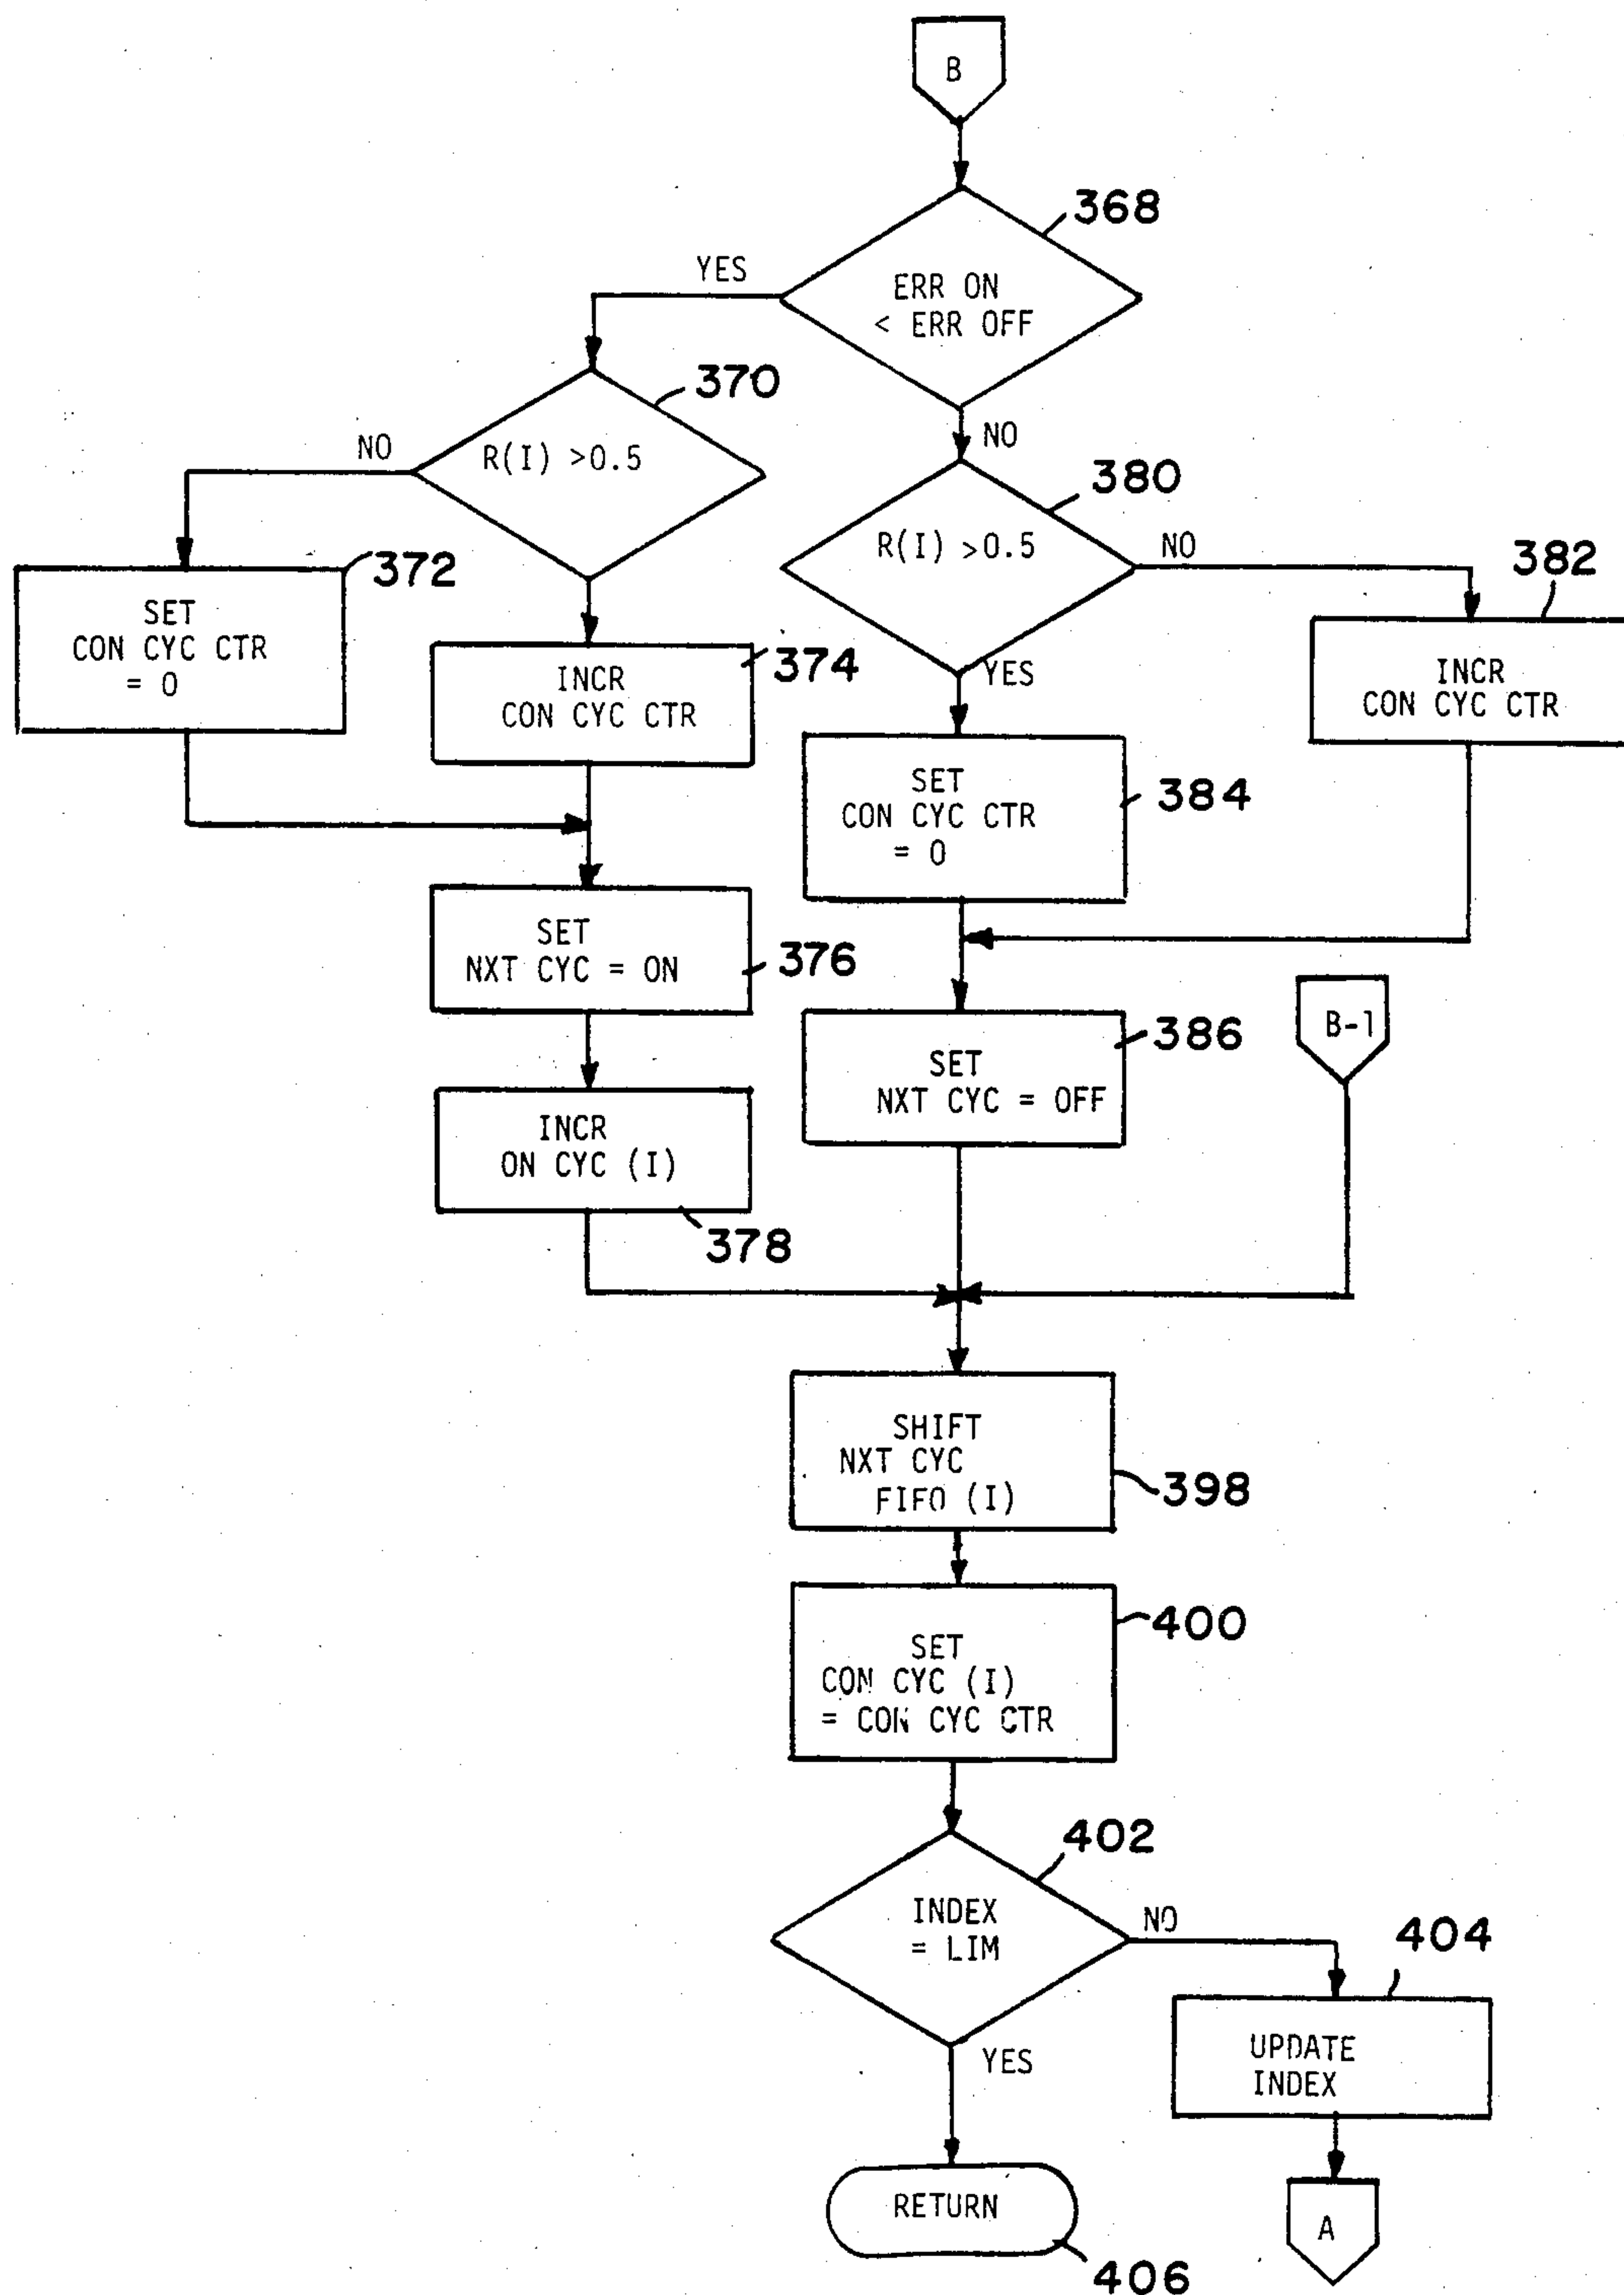 B
368
YES
ERR ON
< ERR OFF
370
NO
R(I) >0.5
NO
380
R(I) >0.5
NO
382
372
SET
CON CYC CTR
= 0
374
INCR
CON CYC CTR
YES
INCR
CON CYC CTR
384
SET
CON CYC CTR
= 0
376
SET
NXT CYC = ON
386
SET
NXT CYC = OFF
B-1
INCR
ON CYC (I)
378
SHIFT
NXT CYC
FIFO (I)
398
400
SET
CON CYC (I)
= CON CYC CTR
402
INDEX
= LIM
NO
404
YES
UPDATE
INDEX
RETURN
A
406